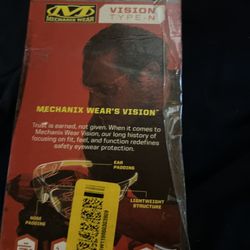 MECHANIX WEAR
VISION
TYPE-N
MECHANIX WEAR'S VISION™
Trust is earned, not given. When it comes to
Mechanix Wear Vision, our long history of
focusing on fit, feel, and function redefines
safety eyewear protection.
EAR
PADDING
LIGHTWEIGHT
STRUCTURE
NOSE
PADDING